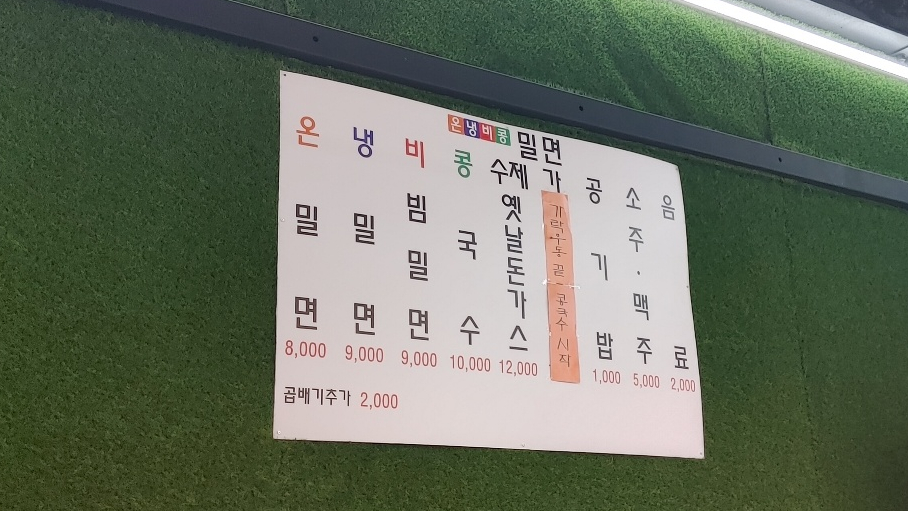 온냉비콩 밀면
온밀면 8,000
냉밀면 9,000
비빔밀면 9,000
콩국수 10,000
수제옛날돈가스 12,000
가
가락우동 끝 - 콩국수 시작
공기밥 1,000
소주·맥주 5,000
음료 2,000
곱배기추가 2,000